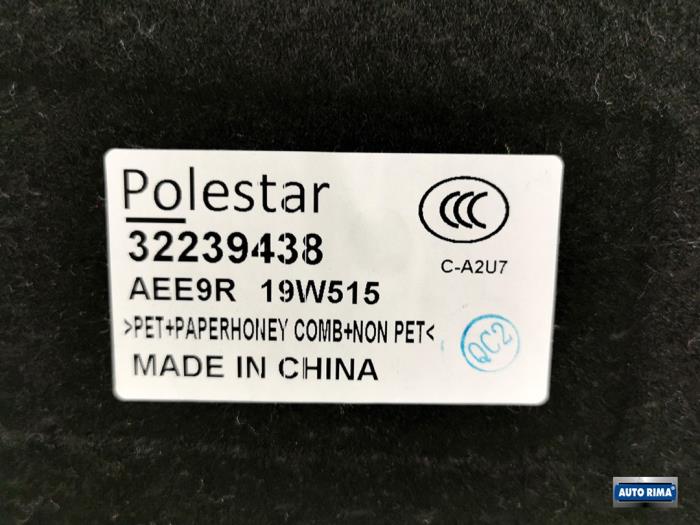 Polestar
32239438
C-A2U7
AEE9R 19W515
>PET+PAPERHONEY COMB+NON PET<
QC2
MADE IN CHINA
AUTO RIMA